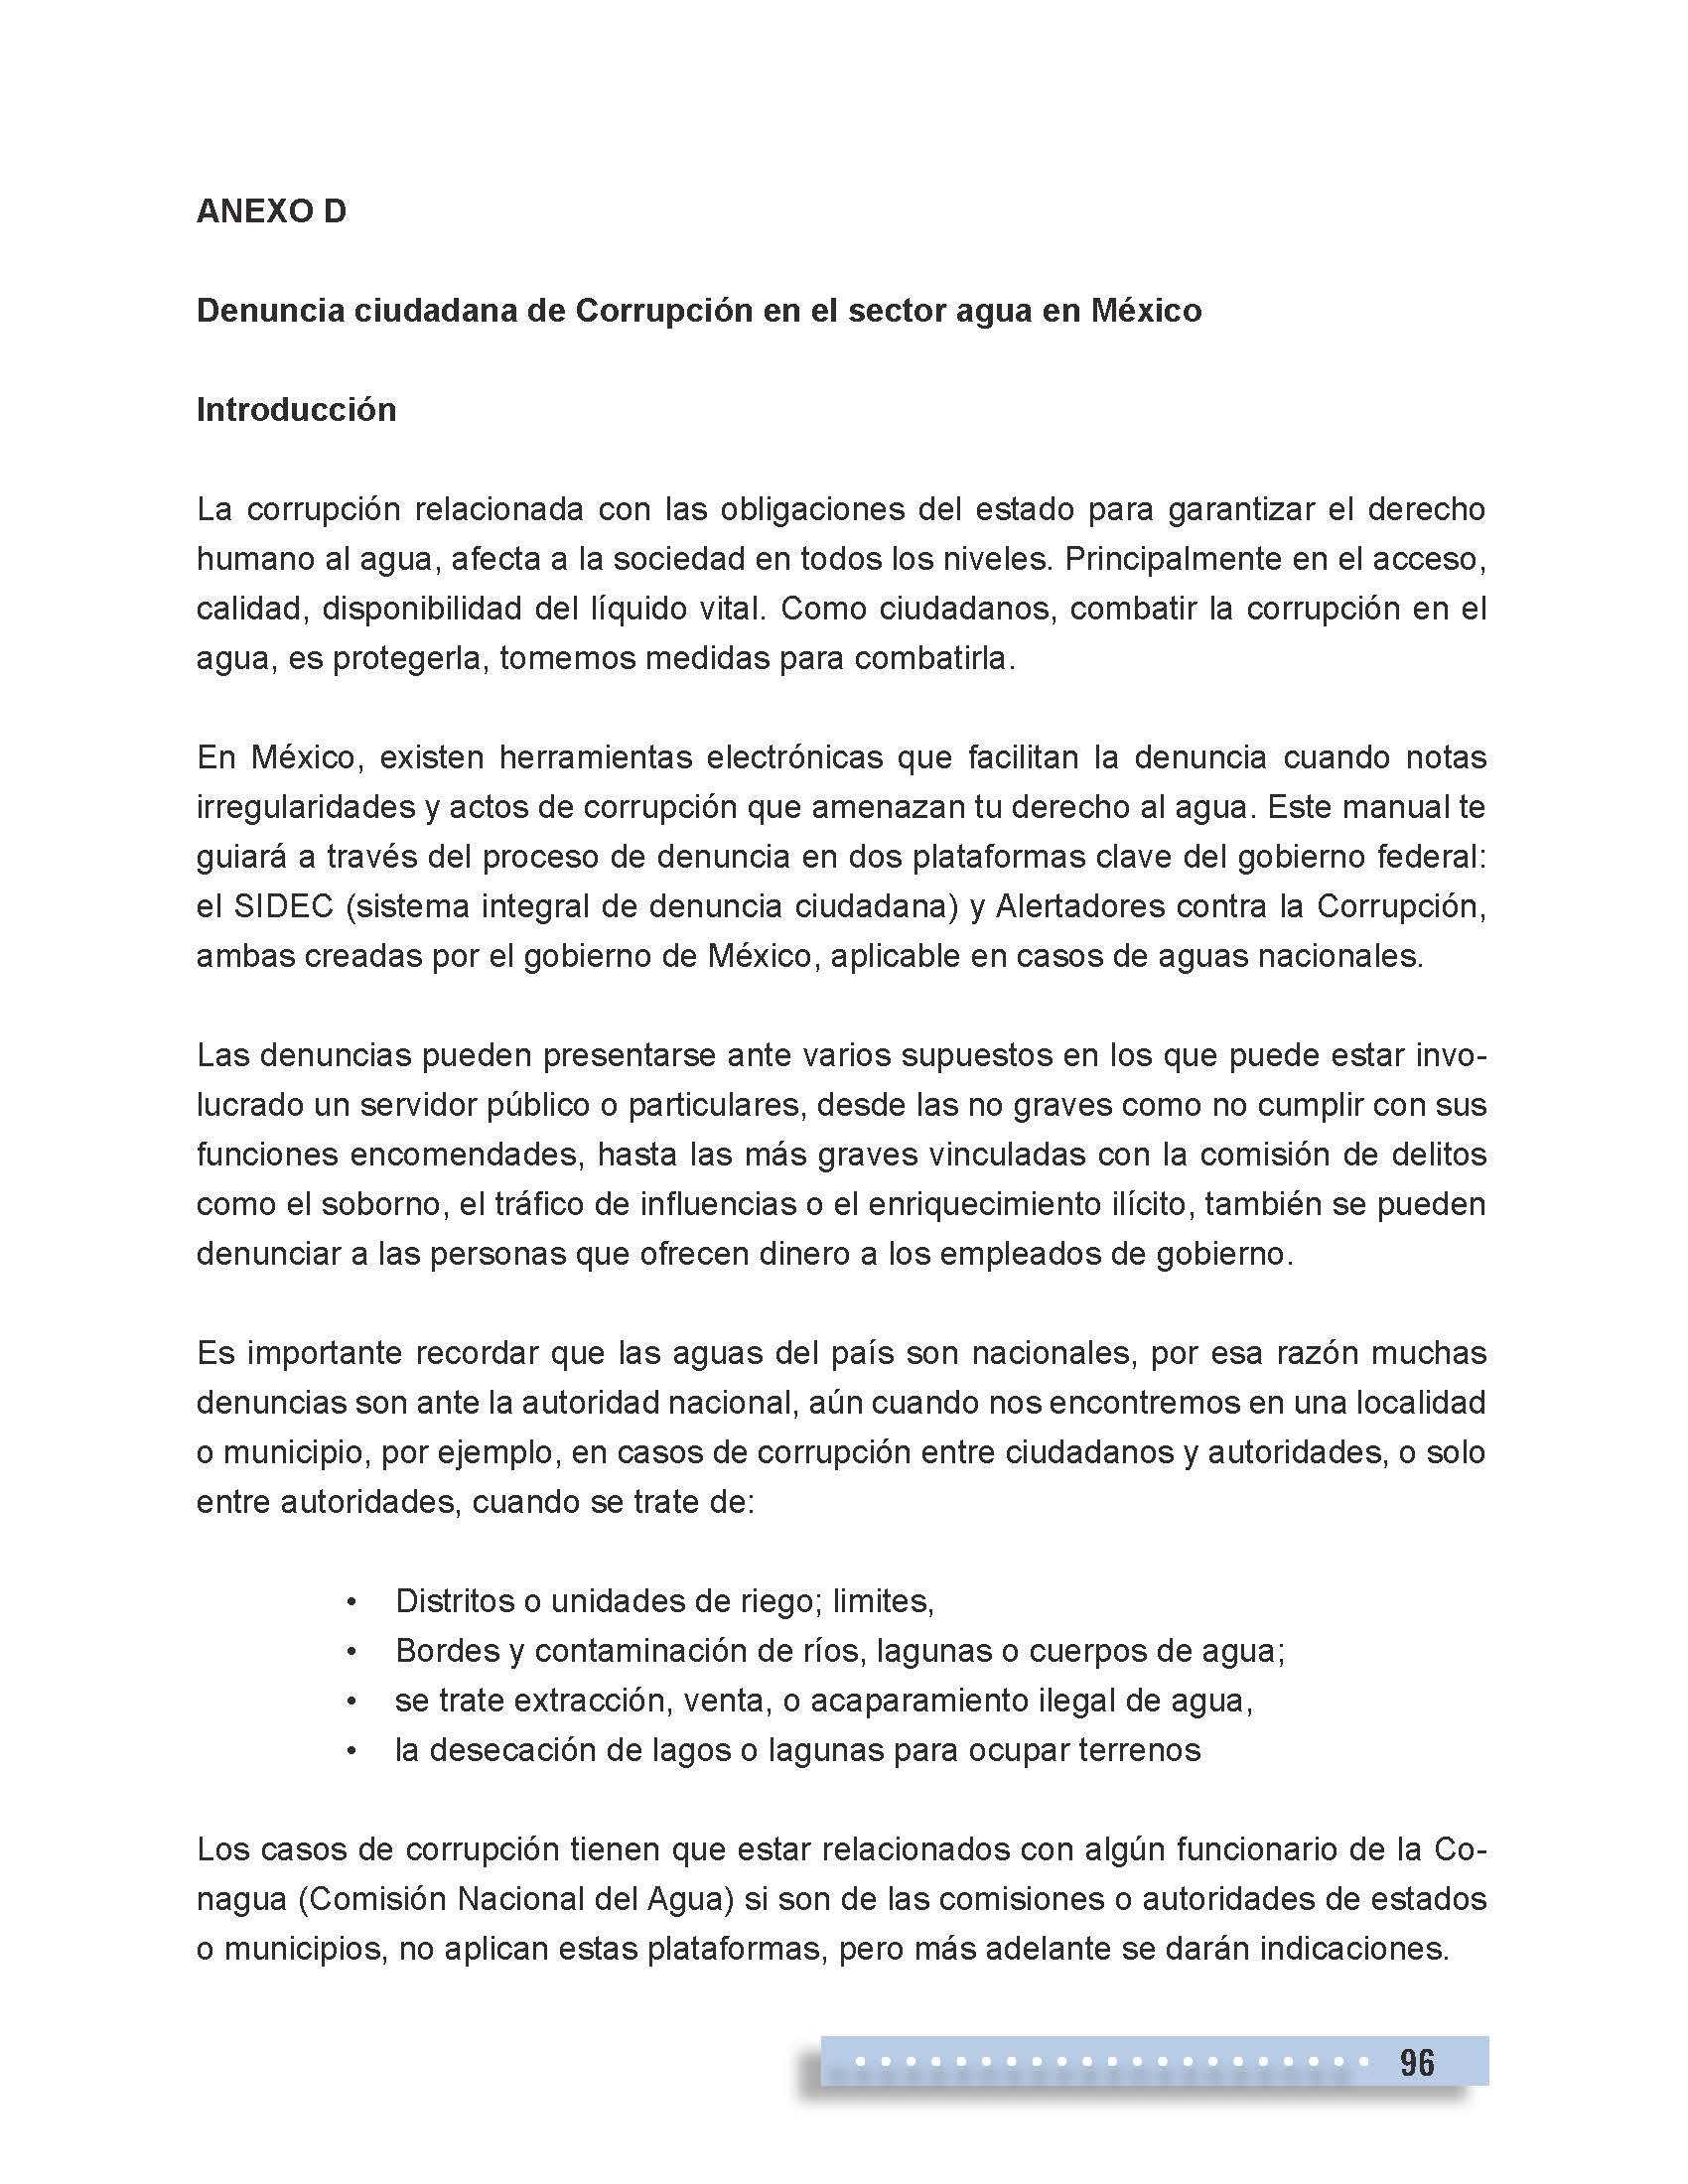 ANEXO D
Denuncia ciudadana de Corrupción en el sector agua en México
Introducción
La corrupción relacionada con las obligaciones del estado para garantizar el derecho
humano al agua, afecta a la sociedad en todos los niveles. Principalmente en el acceso,
calidad, disponibilidad del líquido vital. Como ciudadanos, combatir la corrupción en el
agua, es protegerla, tomemos medidas para combatirla.
En México, existen herramientas electrónicas que facilitan la denuncia cuando notas
irregularidades y actos de corrupción que amenazan tu derecho al agua. Este manual te
guiará a través del proceso de denuncia en dos plataformas clave del gobierno federal:
el SIDEC (sistema integral de denuncia ciudadana) y Alertadores contra la Corrupción,
ambas creadas por el gobierno de México, aplicable en casos de aguas nacionales.
Las denuncias pueden presentarse ante varios supuestos en los que puede estar invo-
lucrado un servidor público o particulares, desde las no graves como no cumplir con sus
funciones encomendades, hasta las más graves vinculadas con la comisión de delitos
como el soborno, el tráfico de influencias o el enriquecimiento ilícito, también se pueden
denunciar a las personas que ofrecen dinero a los empleados de gobierno.
Es importante recordar que las aguas del país son nacionales, por esa razón muchas
denuncias son ante la autoridad nacional, aún cuando nos encontremos en una localidad
o municipio, por ejemplo, en casos de corrupción entre ciudadanos y autoridades, o solo
entre autoridades, cuando se trate de:
• Distritos o unidades de riego; limites,
• Bordes y contaminación de ríos, lagunas o cuerpos de agua;
• se trate extracción, venta, o acaparamiento ilegal de agua,
• la desecación de lagos o lagunas para ocupar terrenos
Los casos de corrupción tienen que estar relacionados con algún funcionario de la Co-
nagua (Comisión Nacional del Agua) si son de las comisiones o autoridades de estados
o municipios, no aplican estas plataformas, pero más adelante se darán indicaciones.
96